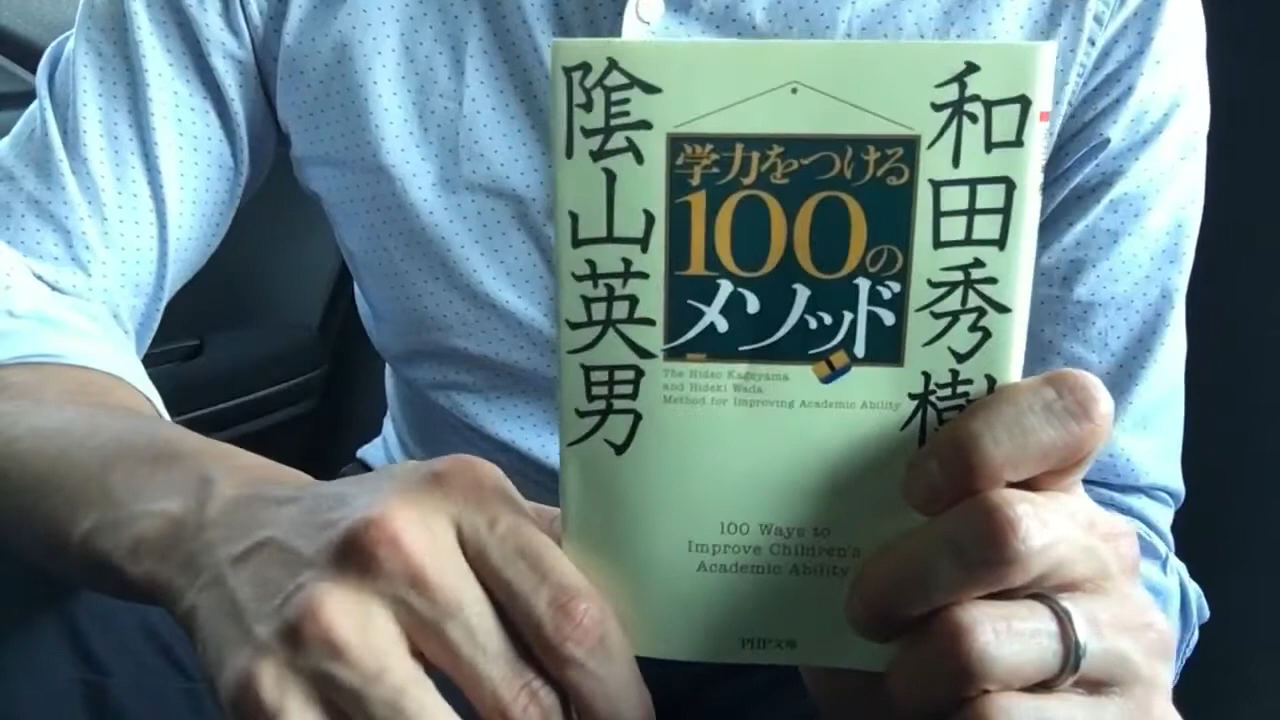 和田秀樹
陰山英男
学力をつける
100の
メソッド
The Hideo Kageyama
and Hideki Wada
Method for Improving Academic Ability
100 Ways to
Improve Children's
Academic Ability
PHP文庫